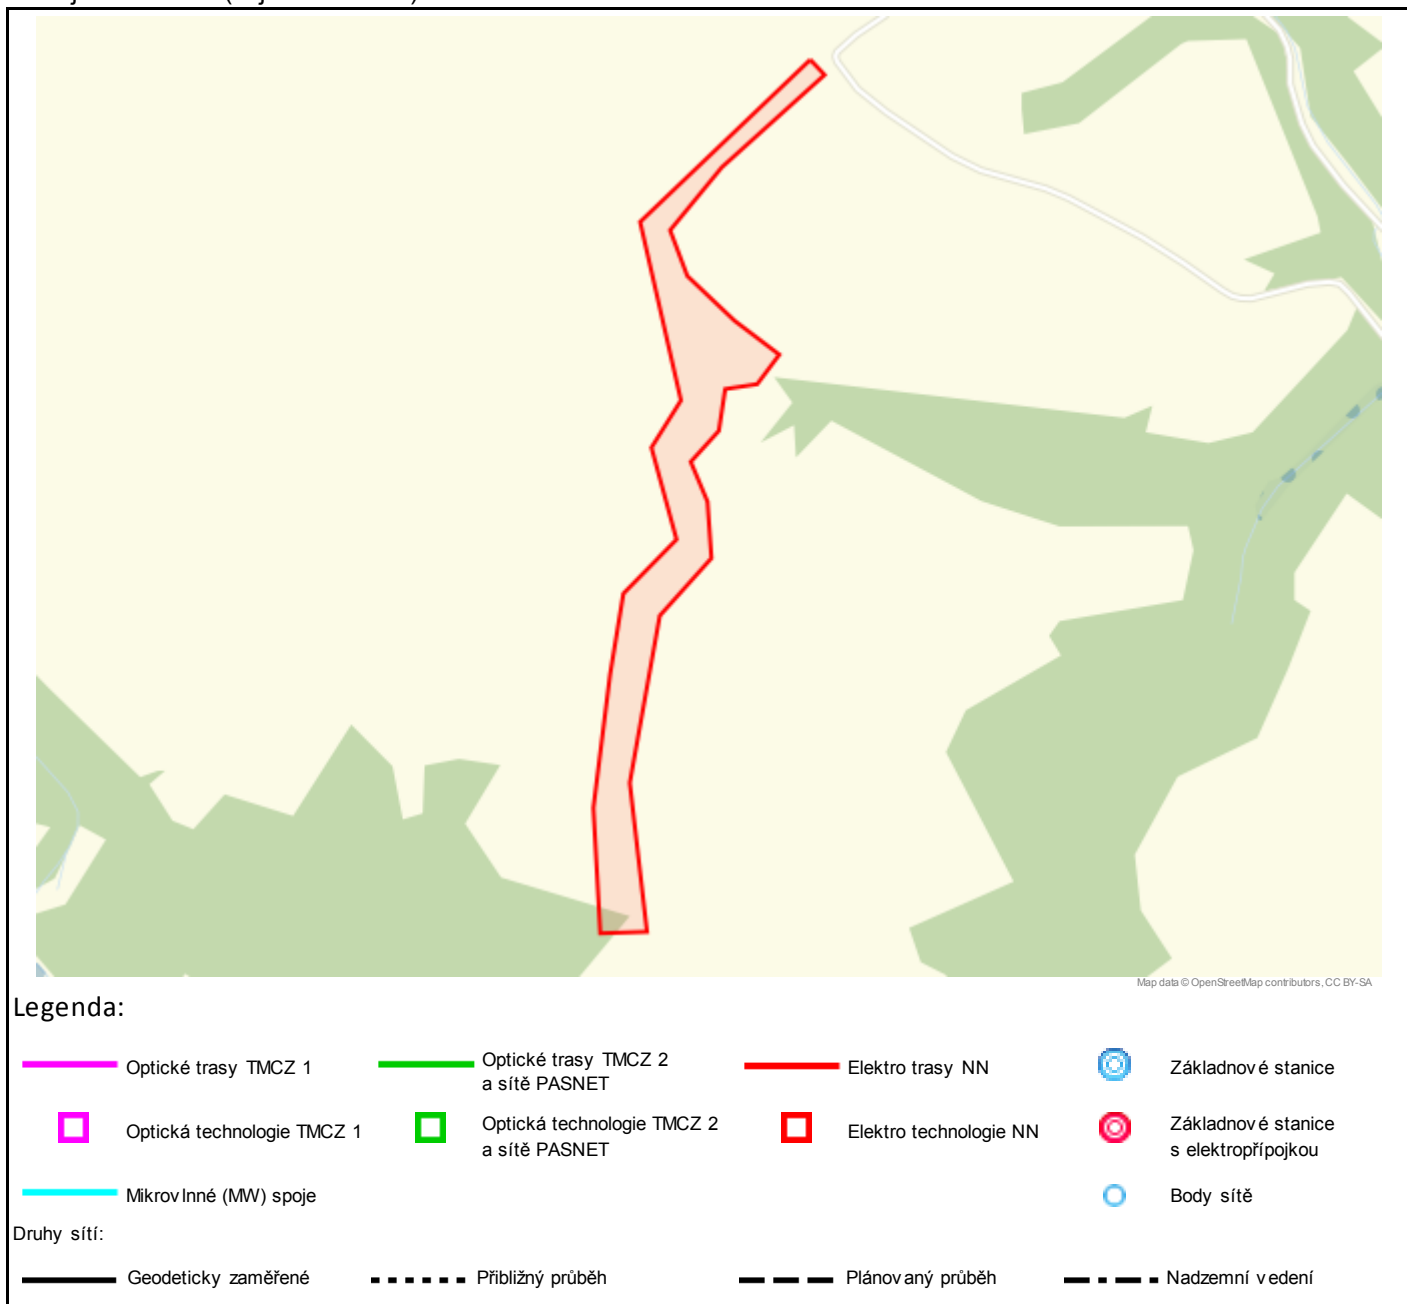 Map data © OpenStreetMap contributors, CC BY-SA
Legenda:
Optické trasy TMCZ 1
Optické trasy TMCZ 2
a sítě PASNET
Elektro trasy NN
Základnové stanice
Optická technologie TMCZ 1
Optická technologie TMCZ 2
a sítě PASNET
Elektro technologie NN
Základnové stanice
s elektropřípojkou
Mikrovlnné (MW) spoje
Body sítě
Druhy sítí:
Geodeticky zaměřené
Přibližný průběh
Plánovaný průběh
Nadzemní vedení